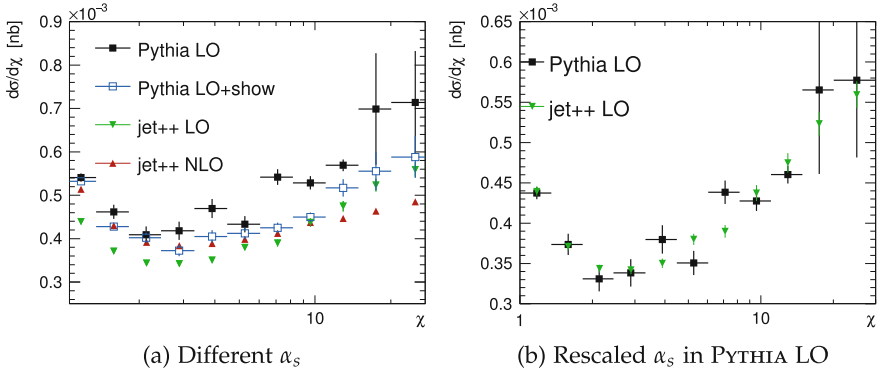 ×10⁻³
dσ/dχ [nb]
0.9
0.8
0.7
0.6
0.5
0.4
0.3
Pythia LO
Pythia LO+show
jet++ LO
jet++ NLO
10
χ
(a) Different αₛ
×10⁻³
dσ/dχ [nb]
0.65
0.6
0.55
0.5
0.45
0.4
0.35
0.3
Pythia LO
jet++ LO
1
10
χ
(b) Rescaled αₛ in PYTHIA LO